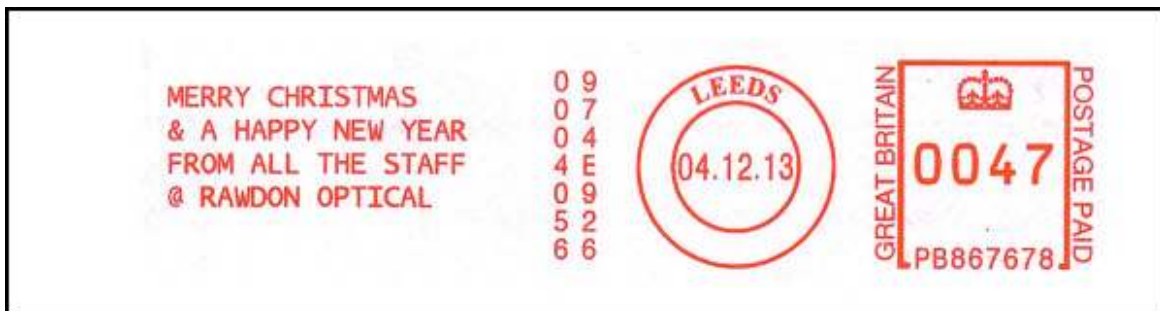 MERRY CHRISTMAS
& A HAPPY NEW YEAR
FROM ALL THE STAFF
@ RAWDON OPTICAL
0 9
0 7
0 4
4 E
0 9
5 2
6 6
LEEDS
04.12.13
GREAT BRITAIN
0047
PB867678
POSTAGE PAID